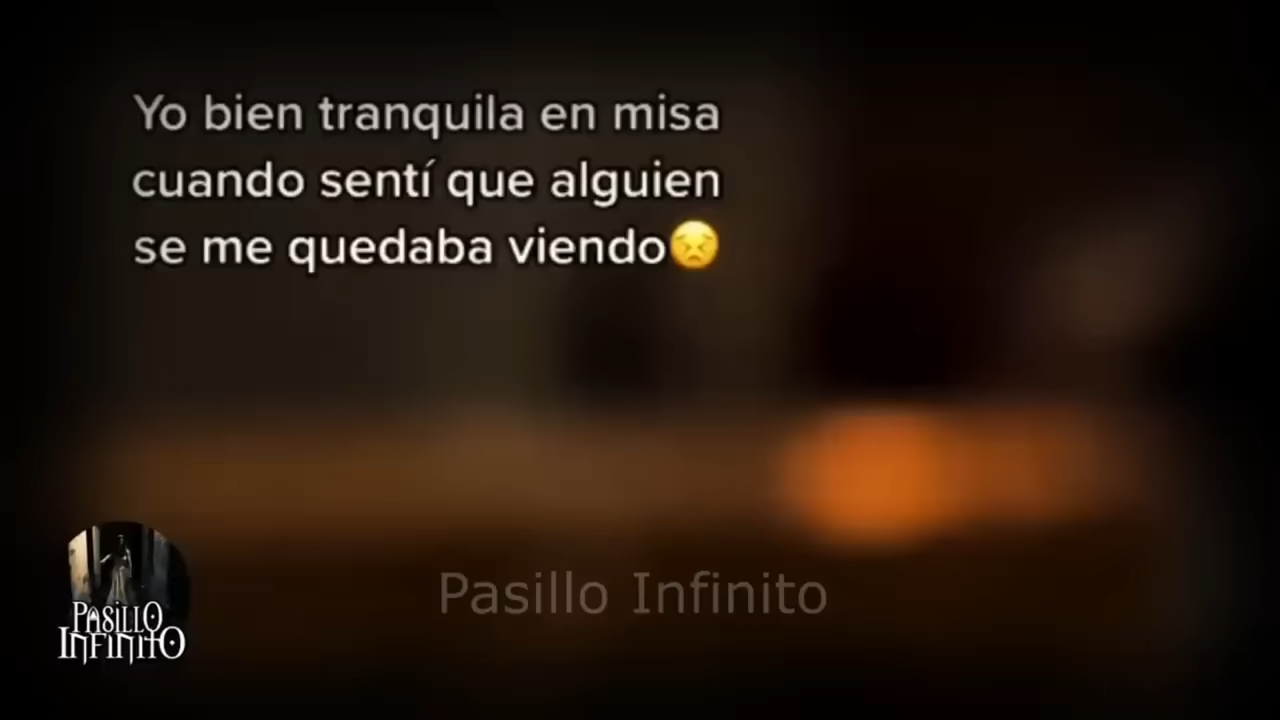 Yo bien tranquila en misa
cuando sentí que alguien
se me quedaba viendo😣
Pasillo Infinito
PASILLO
INFINITO